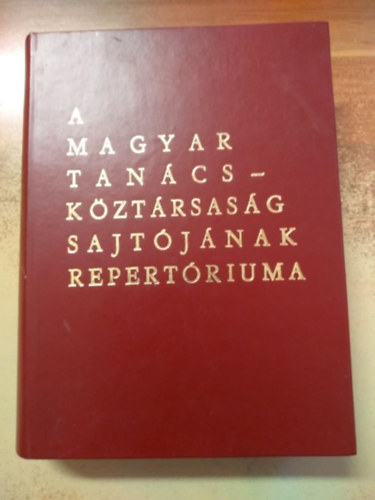 A
MAGYAR
TANÁCS–
KÖZTÁRSASÁG
SAJTÓJÁNAK
REPERTÓRIUMA